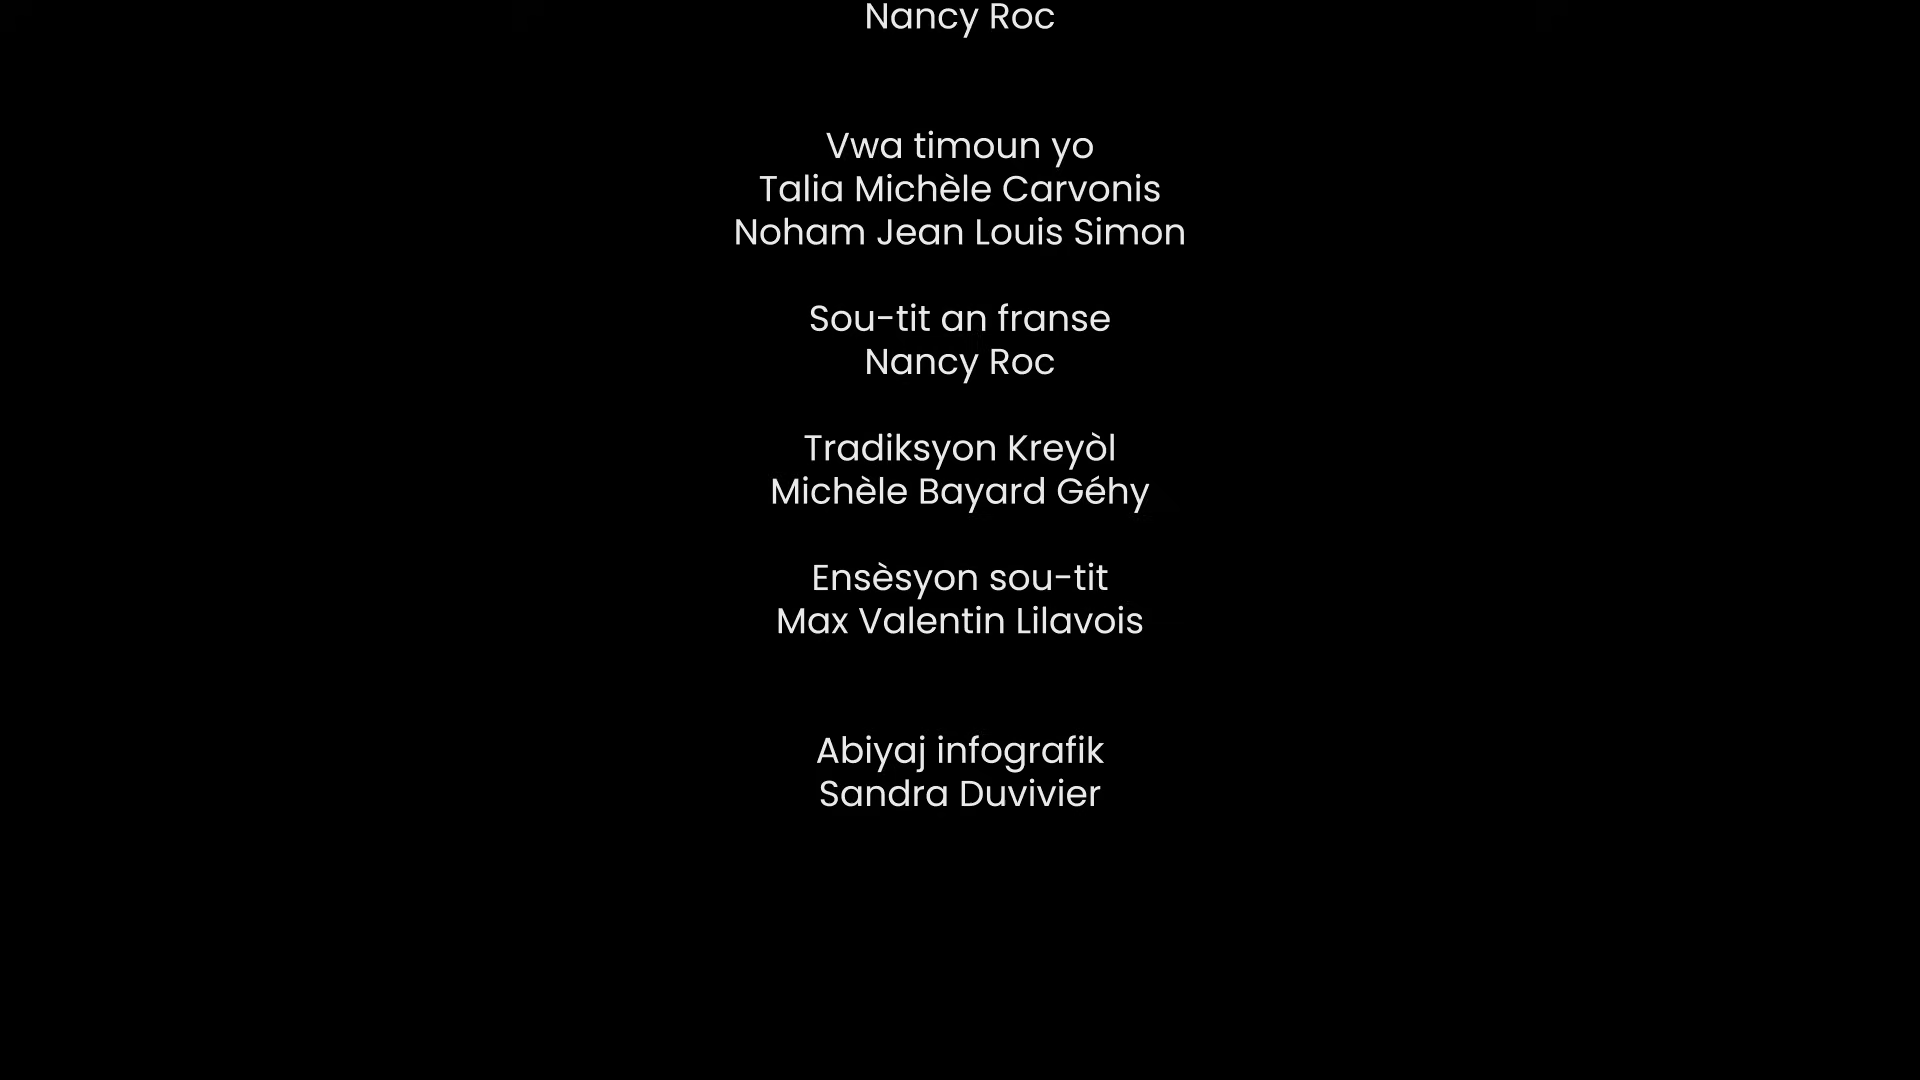 Nancy Roc
Vwa timoun yo
Talia Michèle Carvonis
Noham Jean Louis Simon
Sou-tit an franse
Nancy Roc
Tradiksyon Kreyòl
Michèle Bayard Géhy
Ensèsyon sou-tit
Max Valentin Lilavois
Abiyaj infografik
Sandra Duvivier